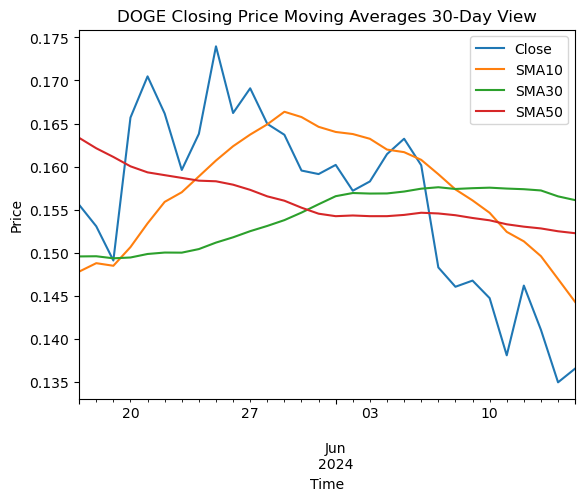 DOGE Closing Price Moving Averages 30-Day View
0.175
0.170
0.165
0.160
0.155
0.150
0.145
0.140
0.135
Price
Close
SMA10
SMA30
SMA50
20 27 03 10
Jun
2024
Time